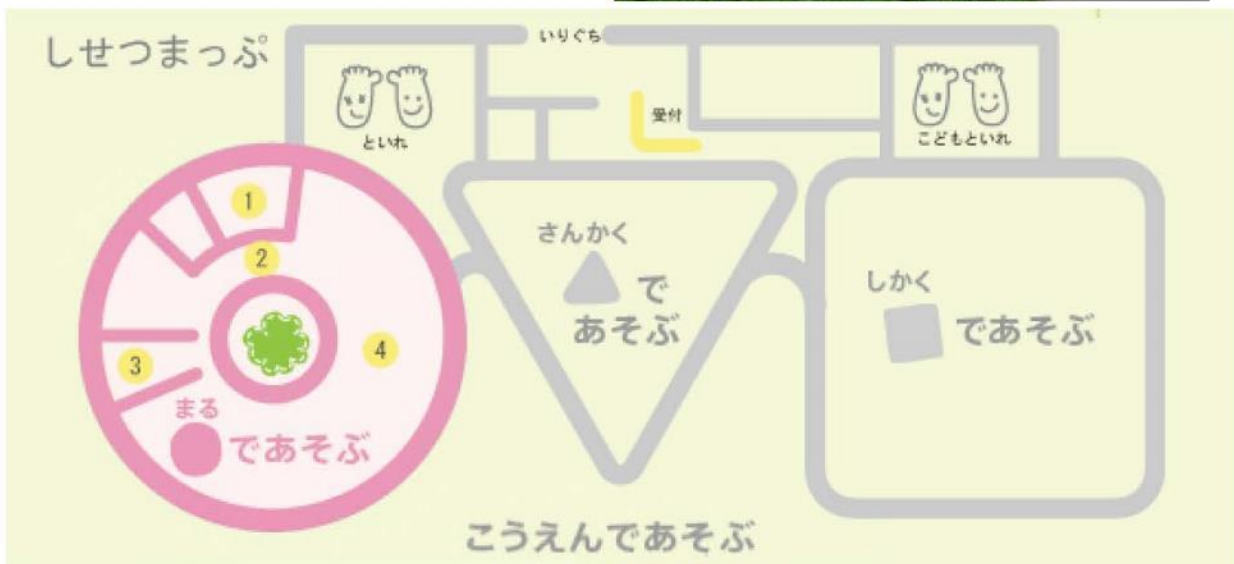 しせつまっぷ
いりぐち
受付
といれ
こどもといれ
1
2
3
4
まる
であそぶ
さんかく
で
あそぶ
しかく
であそぶ
こうえんであそぶ